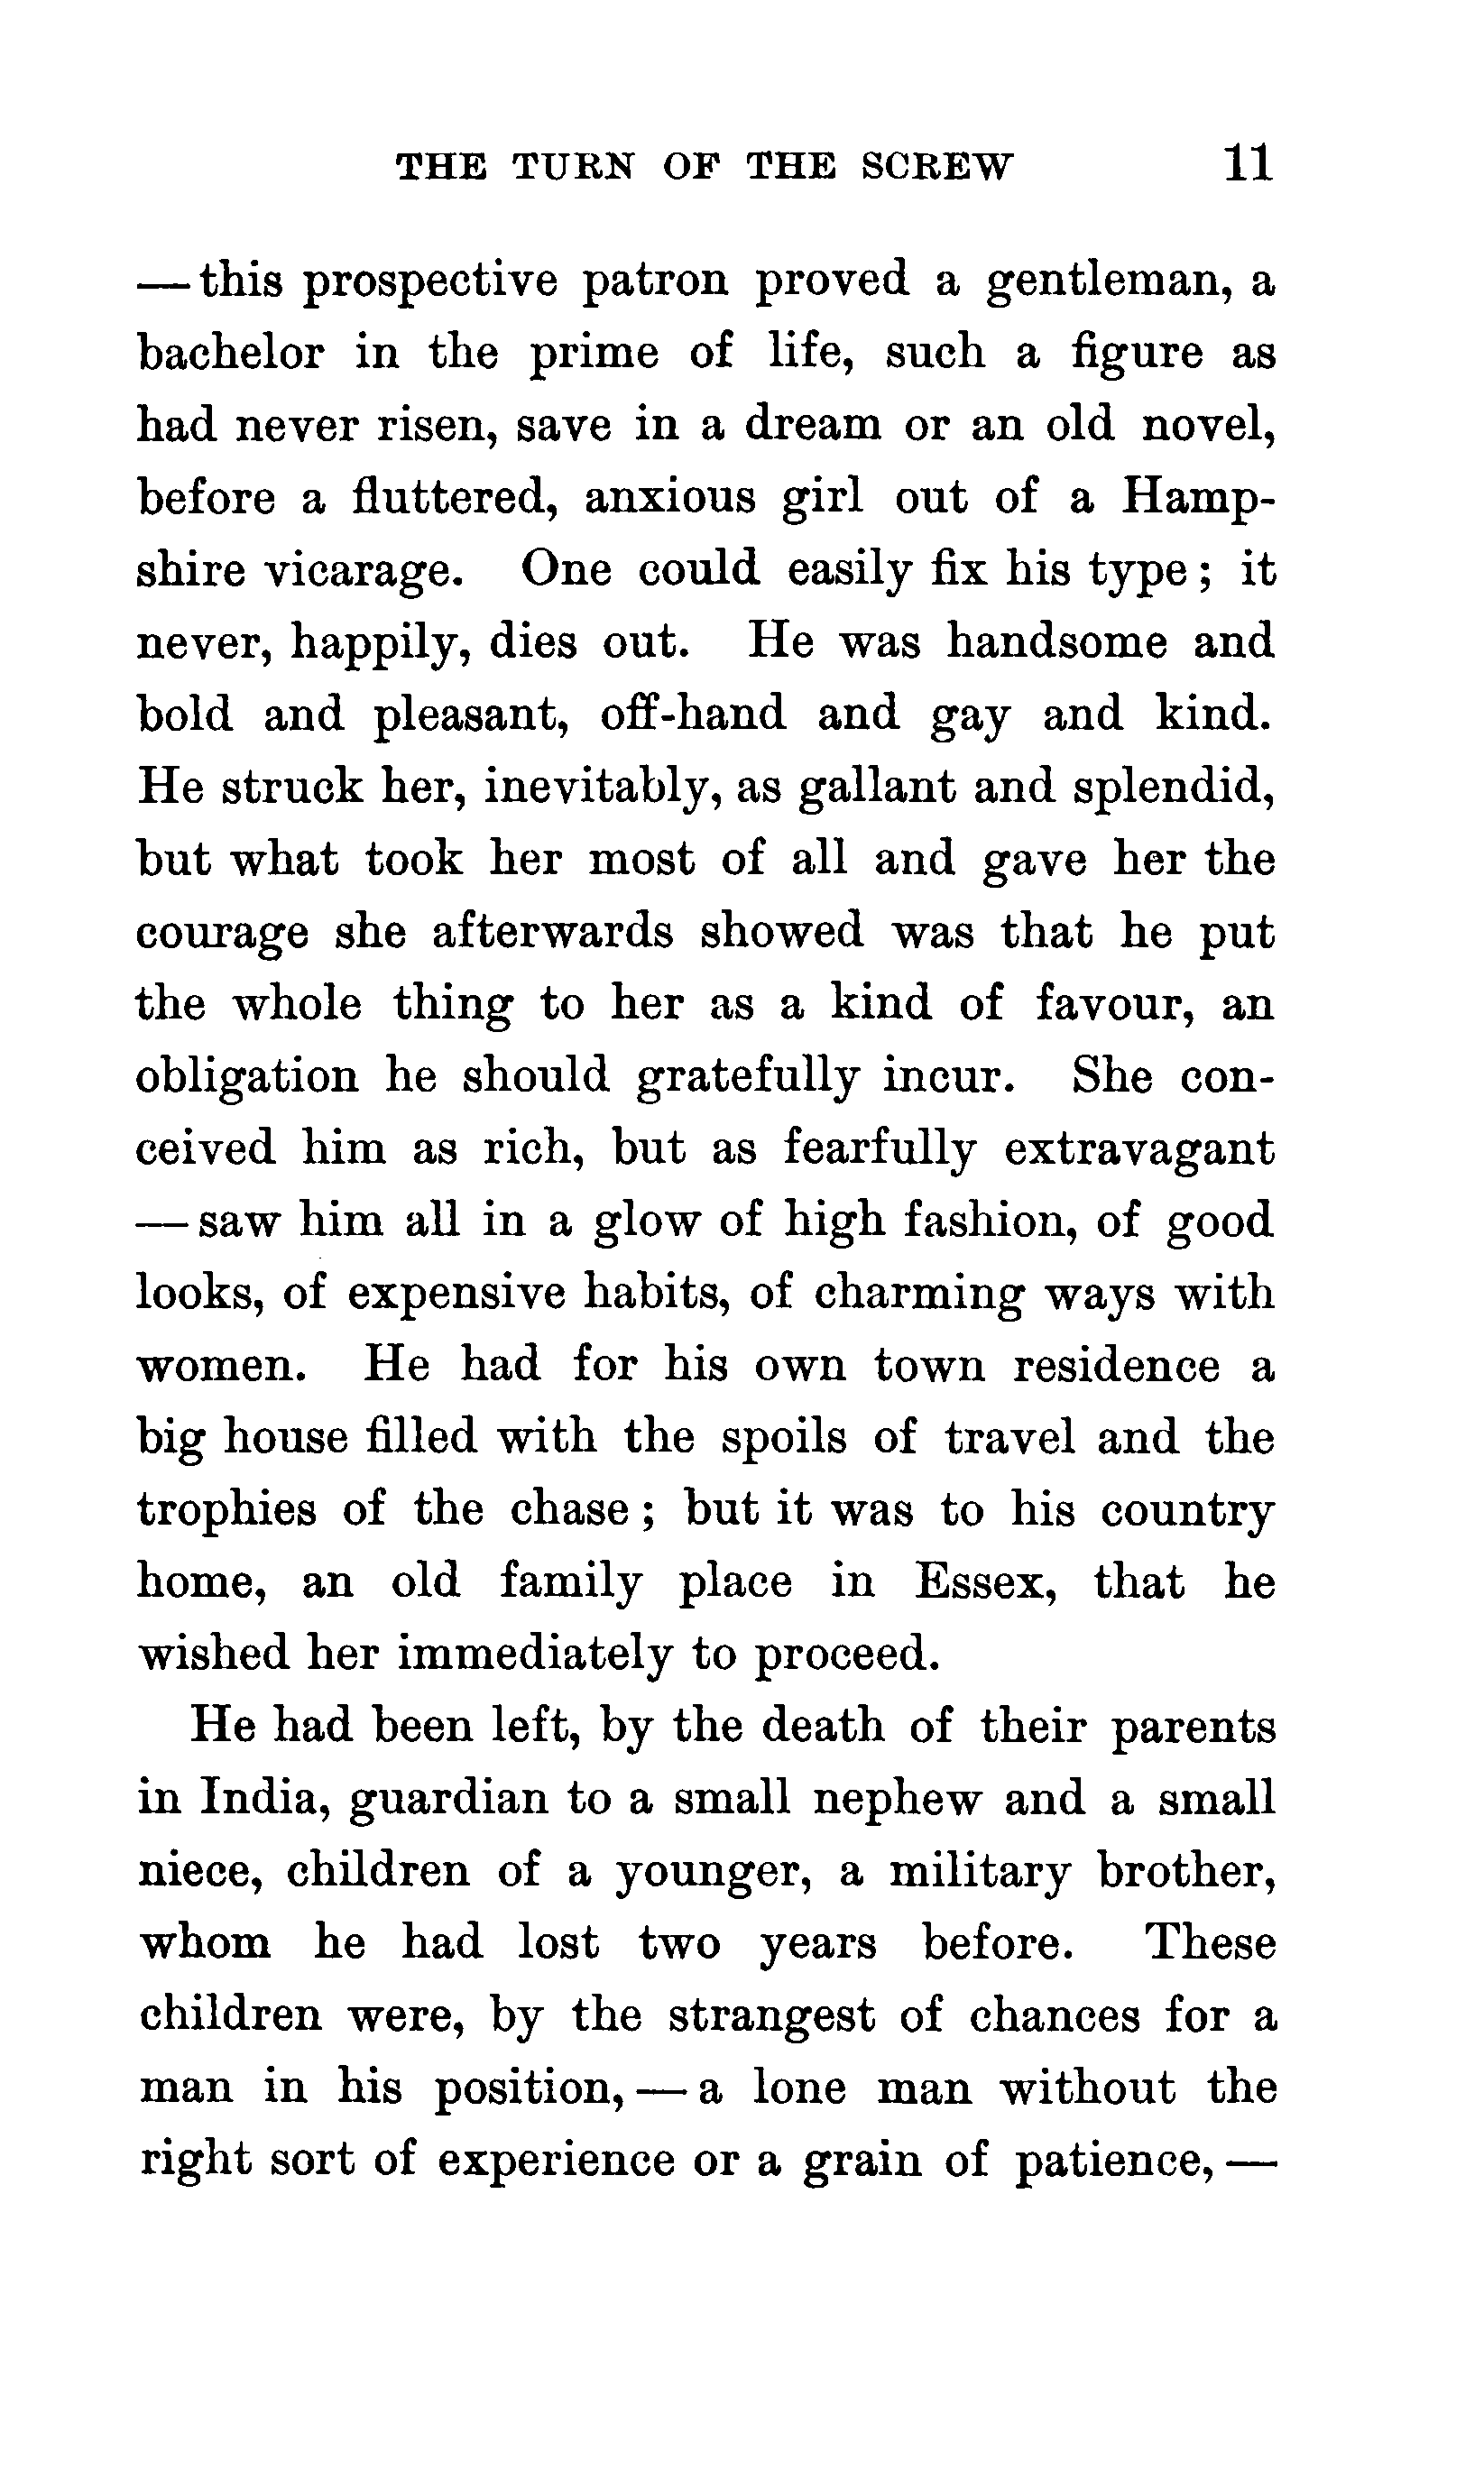 THE TURN OF THE SCREW 11
—this prospective patron proved a gentleman, a
bachelor in the prime of life, such a figure as
had never risen, save in a dream or an old novel,
before a fluttered, anxious girl out of a Hamp-
shire vicarage. One could easily fix his type; it
never, happily, dies out. He was handsome and
bold and pleasant, off-hand and gay and kind.
He struck her, inevitably, as gallant and splendid,
but what took her most of all and gave her the
courage she afterwards showed was that he put
the whole thing to her as a kind of favour, an
obligation he should gratefully incur. She con-
ceived him as rich, but as fearfully extravagant
—saw him all in a glow of high fashion, of good
looks, of expensive habits, of charming ways with
women. He had for his own town residence a
big house filled with the spoils of travel and the
trophies of the chase; but it was to his country
home, an old family place in Essex, that he
wished her immediately to proceed.
He had been left, by the death of their parents
in India, guardian to a small nephew and a small
niece, children of a younger, a military brother,
whom he had lost two years before. These
children were, by the strangest of chances for a
man in his position,—a lone man without the
right sort of experience or a grain of patience,—